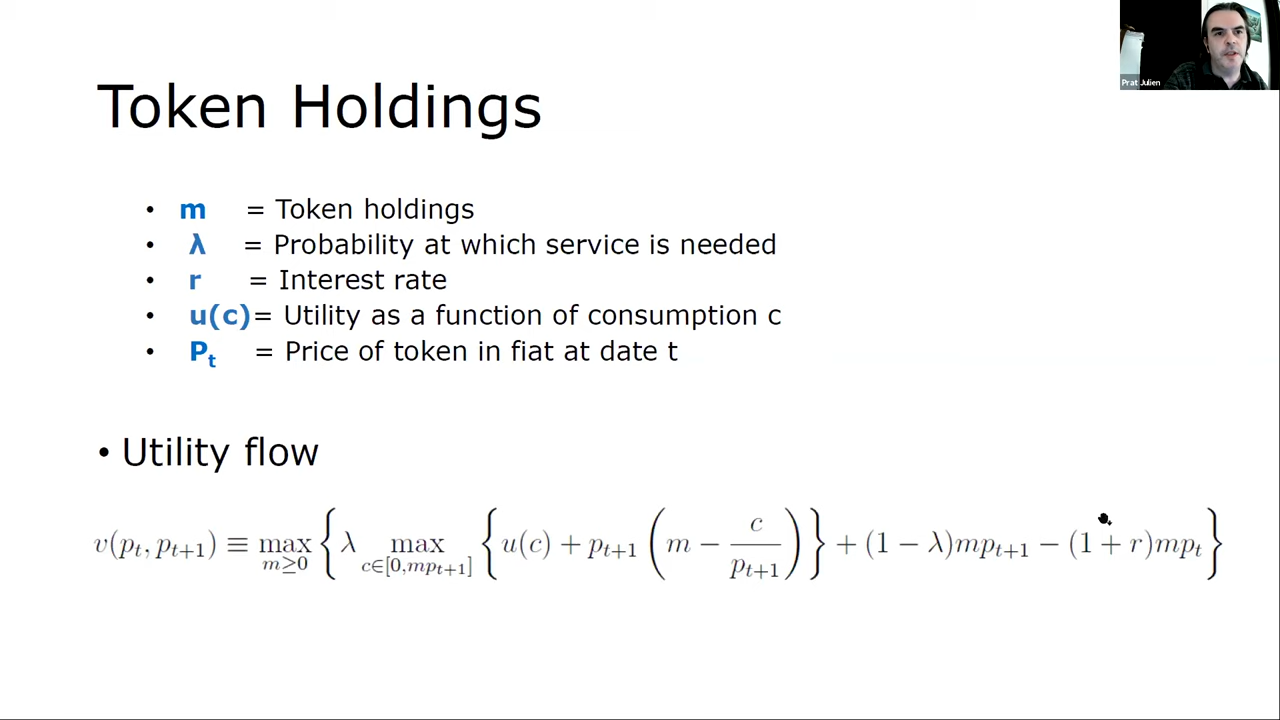 Prat Julien
Token Holdings
• m = Token holdings
• λ = Probability at which service is needed
• r = Interest rate
• u(c)= Utility as a function of consumption c
• Pₜ = Price of token in fiat at date t
• Utility flow
v(pₜ, pₜ₊₁) ≡ max_{m≥0} { λ max_{c∈[0,mpₜ₊₁]} { u(c) + pₜ₊₁ ( m − c/pₜ₊₁ ) } + (1 − λ)mpₜ₊₁ − (1 + r)mpₜ }